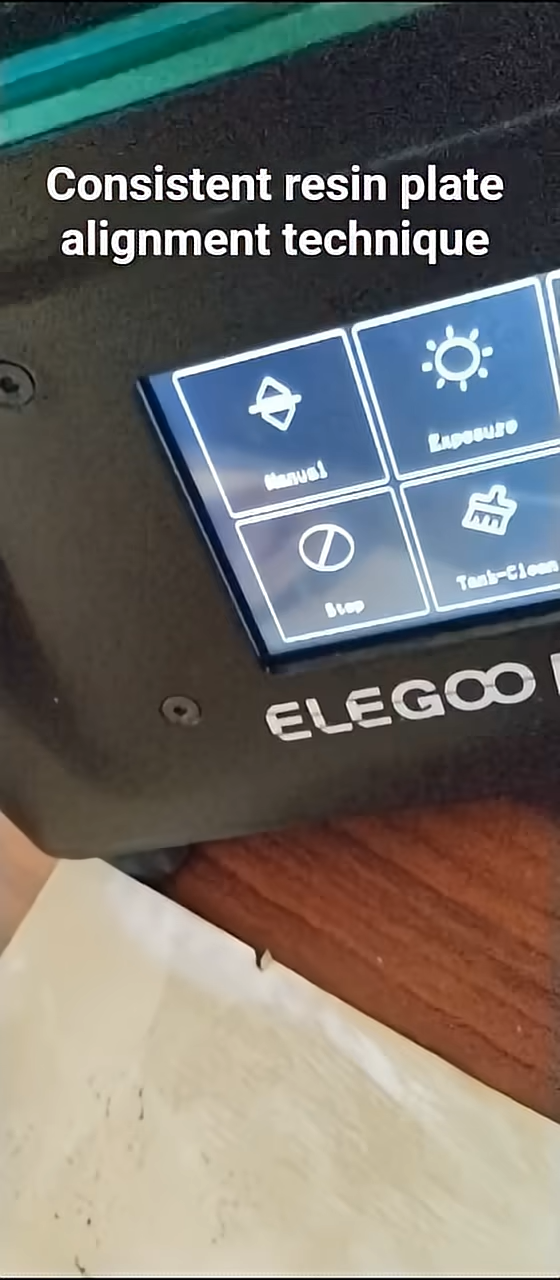 Consistent resin plate
alignment technique
Manual
Exposure
Stop
Tank-Clean
ELEGOO